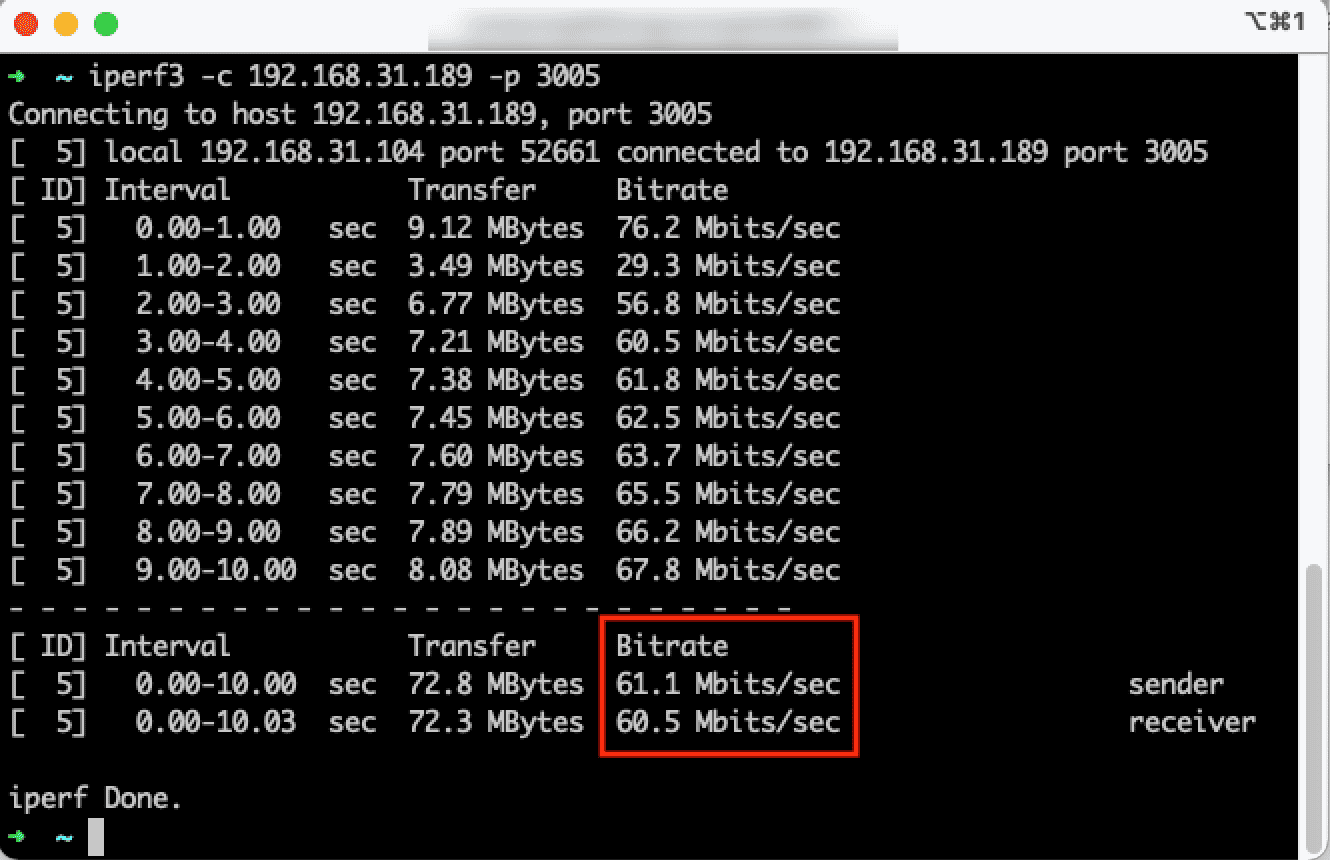 ⌥⌘1
➜ ~ iperf3 -c 192.168.31.189 -p 3005
Connecting to host 192.168.31.189, port 3005
[  5] local 192.168.31.104 port 52661 connected to 192.168.31.189 port 3005
[ ID] Interval           Transfer     Bitrate
[  5]   0.00-1.00   sec  9.12 MBytes  76.2 Mbits/sec
[  5]   1.00-2.00   sec  3.49 MBytes  29.3 Mbits/sec
[  5]   2.00-3.00   sec  6.77 MBytes  56.8 Mbits/sec
[  5]   3.00-4.00   sec  7.21 MBytes  60.5 Mbits/sec
[  5]   4.00-5.00   sec  7.38 MBytes  61.8 Mbits/sec
[  5]   5.00-6.00   sec  7.45 MBytes  62.5 Mbits/sec
[  5]   6.00-7.00   sec  7.60 MBytes  63.7 Mbits/sec
[  5]   7.00-8.00   sec  7.79 MBytes  65.5 Mbits/sec
[  5]   8.00-9.00   sec  7.89 MBytes  66.2 Mbits/sec
[  5]   9.00-10.00  sec  8.08 MBytes  67.8 Mbits/sec
- - - - - - - - - - - - - - - - - - - - - - - - -
[ ID] Interval           Transfer     Bitrate
[  5]   0.00-10.00  sec  72.8 MBytes  61.1 Mbits/sec                  sender
[  5]   0.00-10.03  sec  72.3 MBytes  60.5 Mbits/sec                  receiver
iperf Done.
➜ ~